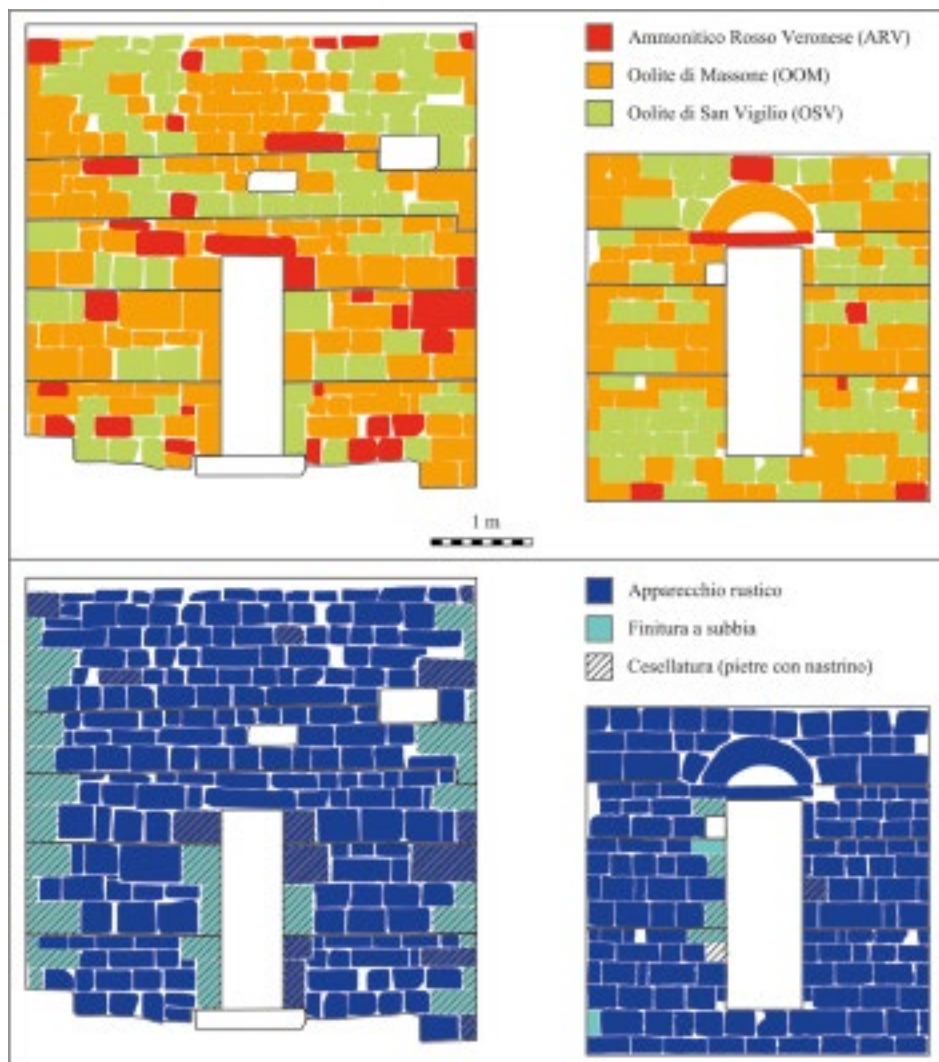 Ammonitico Rosso Veronese (ARV)
Oolite di Massone (OOM)
Oolite di San Vigilio (OSV)
1 m
Apparecchio rustico
Finitura a subbia
Cesellatura (pietre con nastrino)